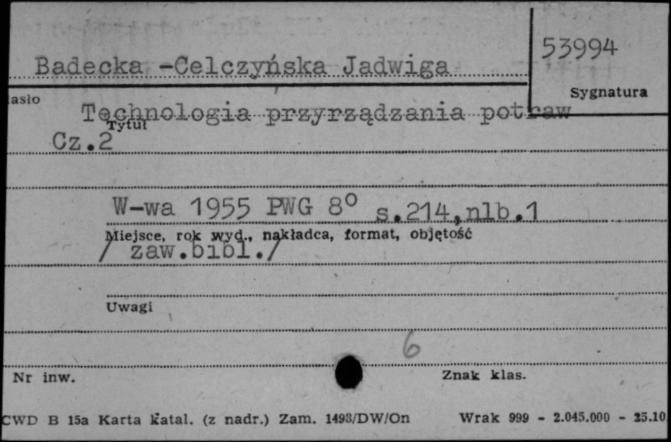 53994
Badecka -Celczyńska Jadwiga
Sygnatura
asło
Technologia przyrządzania potraw
Tytuł
Cz.2
W-wa 1955 PWG 8° s.214,nlb.1
Miejsce, rok wyd., nakładca, format, objętość
/ zaw.bibl./
Uwagi
6
Nr inw. Znak klas.
CWD B 15a Karta katal. (z nadr.) Zam. 1493/DW/On Wrak 999 - 2.045.000 - 25.10